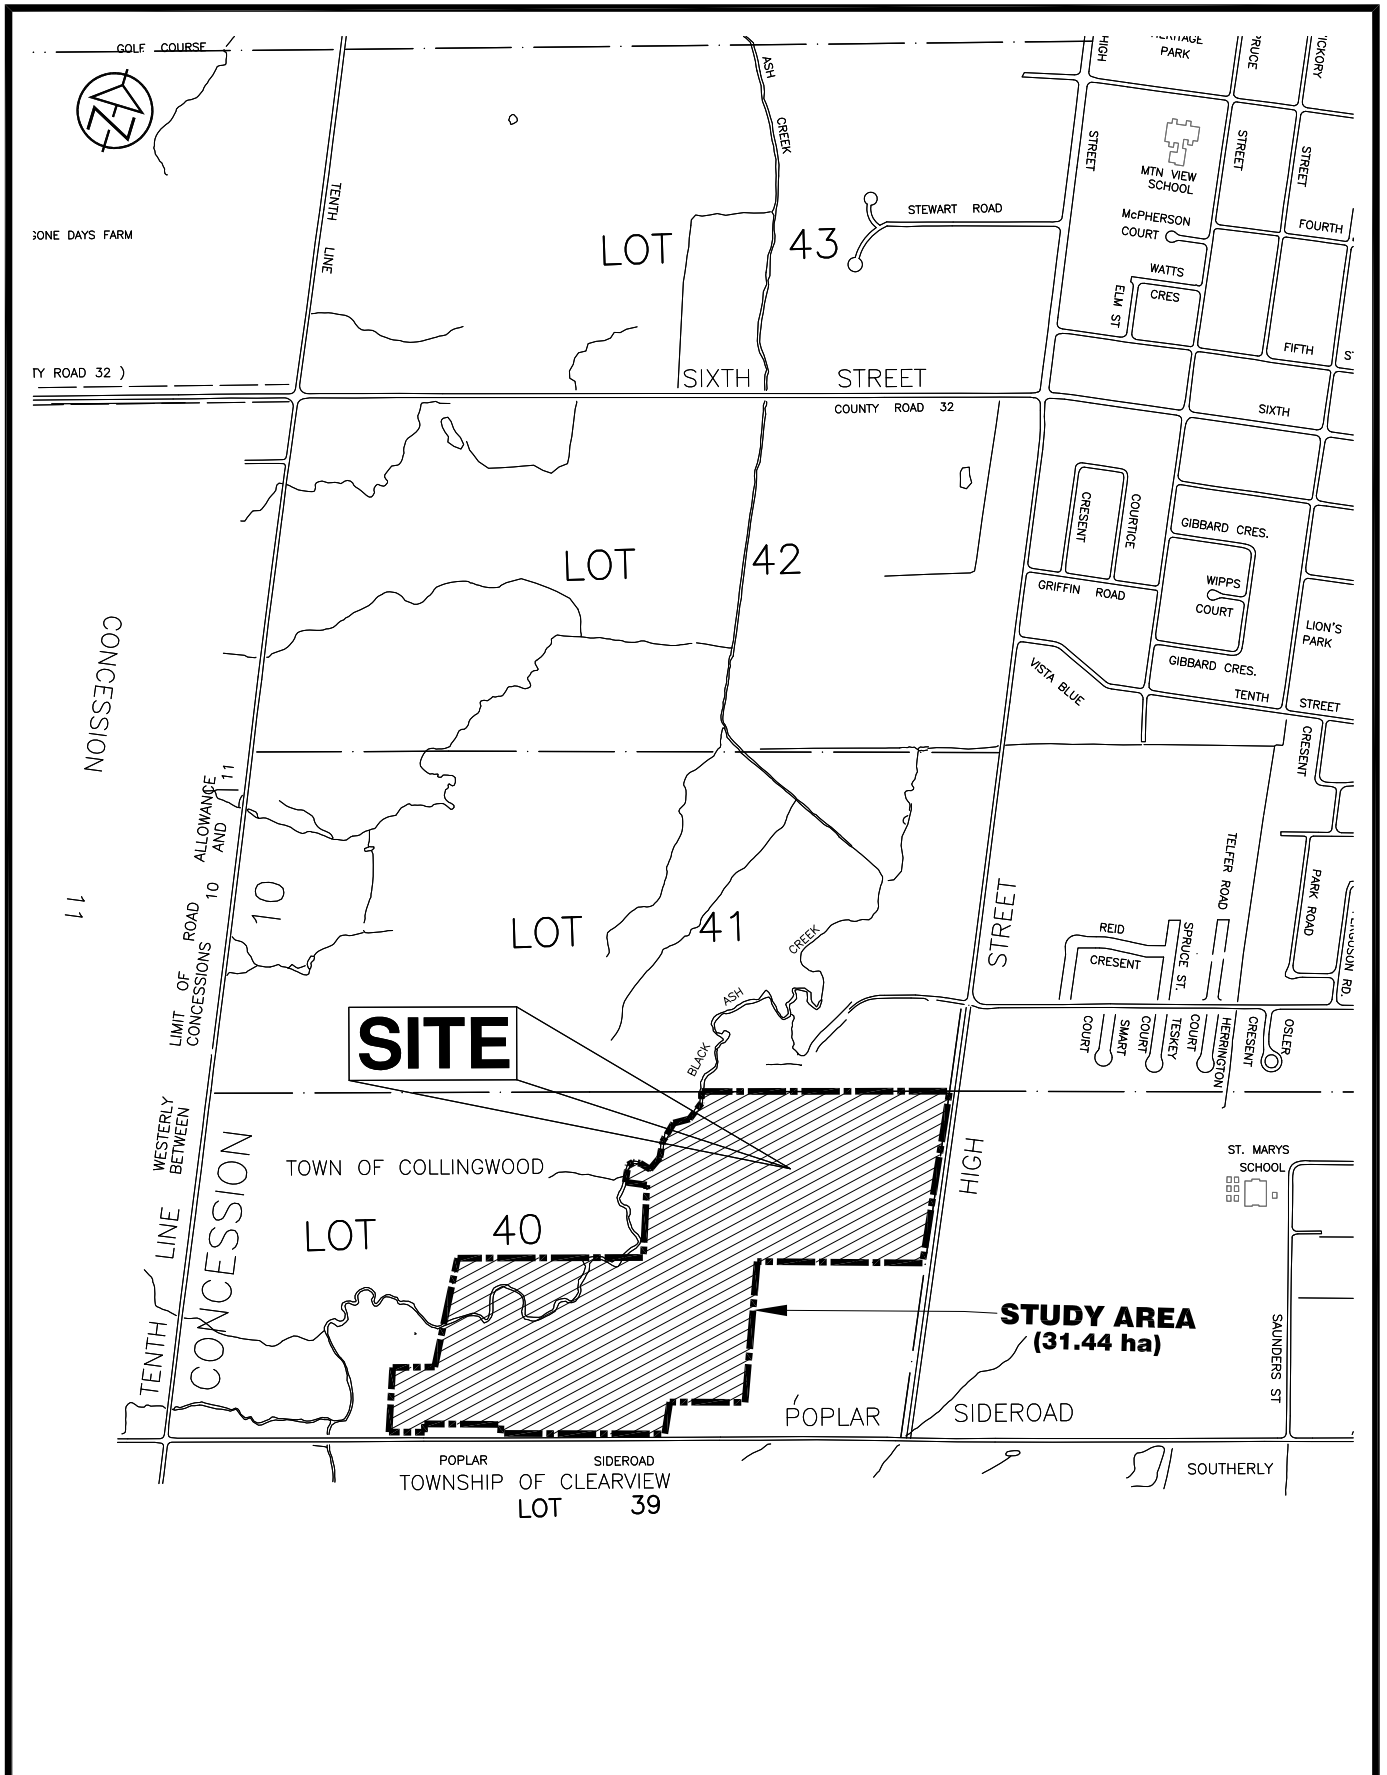 GOLF COURSE
ASH
CREEK
HIGH
STREET
PARK
STREET
STREET
MTN VIEW
SCHOOL
McPHERSON
COURT
FOURTH
WATTS
CRES
ELM ST
FIFTH
STEWART ROAD
TENTH LINE
DAYS FARM
LOT 43
ROAD 32 )
SIXTH STREET
COUNTY ROAD 32
SIXTH
CRESENT
COURTICE
GIBBARD CRES.
WIPPS
COURT
GRIFFIN ROAD
LION'S
PARK
GIBBARD CRES.
VISTA BLUE
TENTH STREET
CRESENT
LOT 42
CONCESSION
11
WESTERLY LIMIT OF ROAD ALLOWANCE
BETWEEN CONCESSIONS 10 AND 11
10
LOT 41
CREEK
ASH
BLACK
STREET
TELFER ROAD
PARK ROAD
REID
CRESENT
SPRUCE ST.
COURT
SMART
COURT
TESKEY
COURT
HERRINGTON
CRESENT
OSLER
SITE
TOWN OF COLLINGWOOD
HIGH
ST. MARYS
SCHOOL
LOT 40
CONCESSION
TENTH LINE
STUDY AREA
(31.44 ha)
SAUNDERS ST
POPLAR SIDEROAD
POPLAR SIDEROAD
TOWNSHIP OF CLEARVIEW
SOUTHERLY
LOT 39